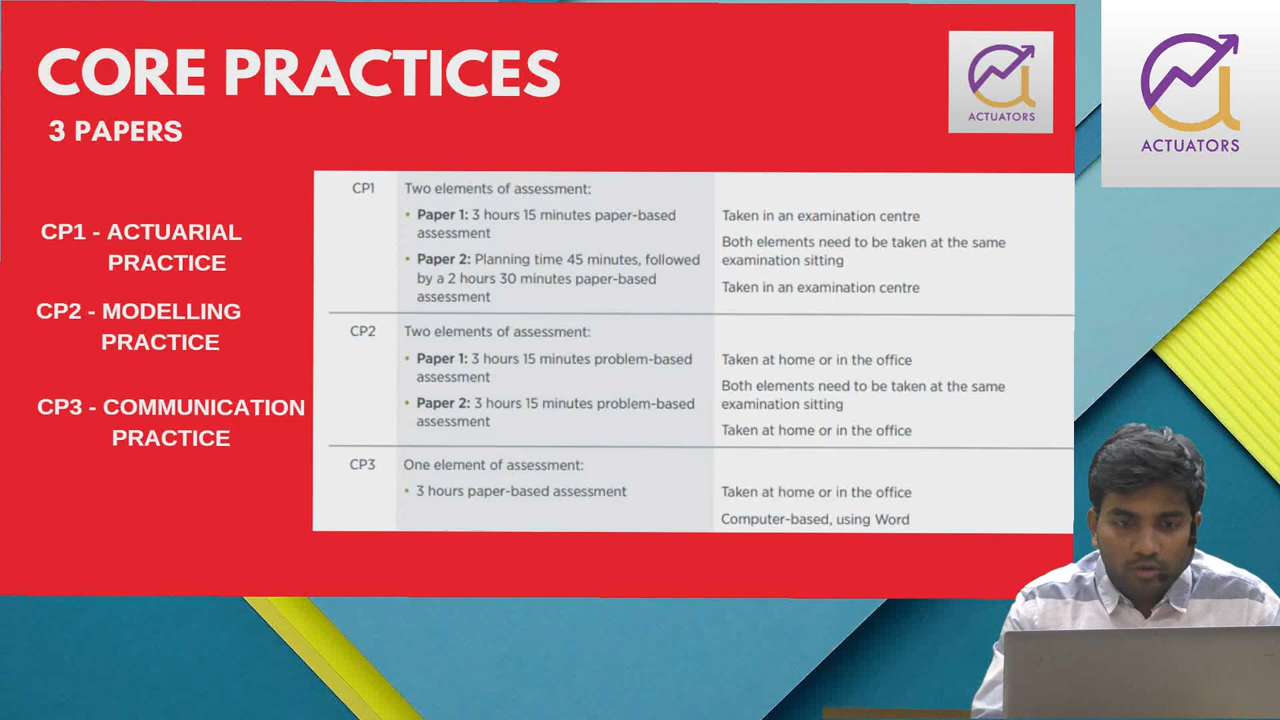 CORE PRACTICES
3 PAPERS
ACTUATORS
ACTUATORS
CP1 - ACTUARIAL
PRACTICE
CP2 - MODELLING
PRACTICE
CP3 - COMMUNICATION
PRACTICE
CP1
Two elements of assessment:
• Paper 1: 3 hours 15 minutes paper-based
assessment
• Paper 2: Planning time 45 minutes, followed
by a 2 hours 30 minutes paper-based
assessment
Taken in an examination centre
Both elements need to be taken at the same
examination sitting
Taken in an examination centre
CP2
Two elements of assessment:
• Paper 1: 3 hours 15 minutes problem-based
assessment
• Paper 2: 3 hours 15 minutes problem-based
assessment
Taken at home or in the office
Both elements need to be taken at the same
examination sitting
Taken at home or in the office
CP3
One element of assessment:
• 3 hours paper-based assessment
Taken at home or in the office
Computer-based, using Word